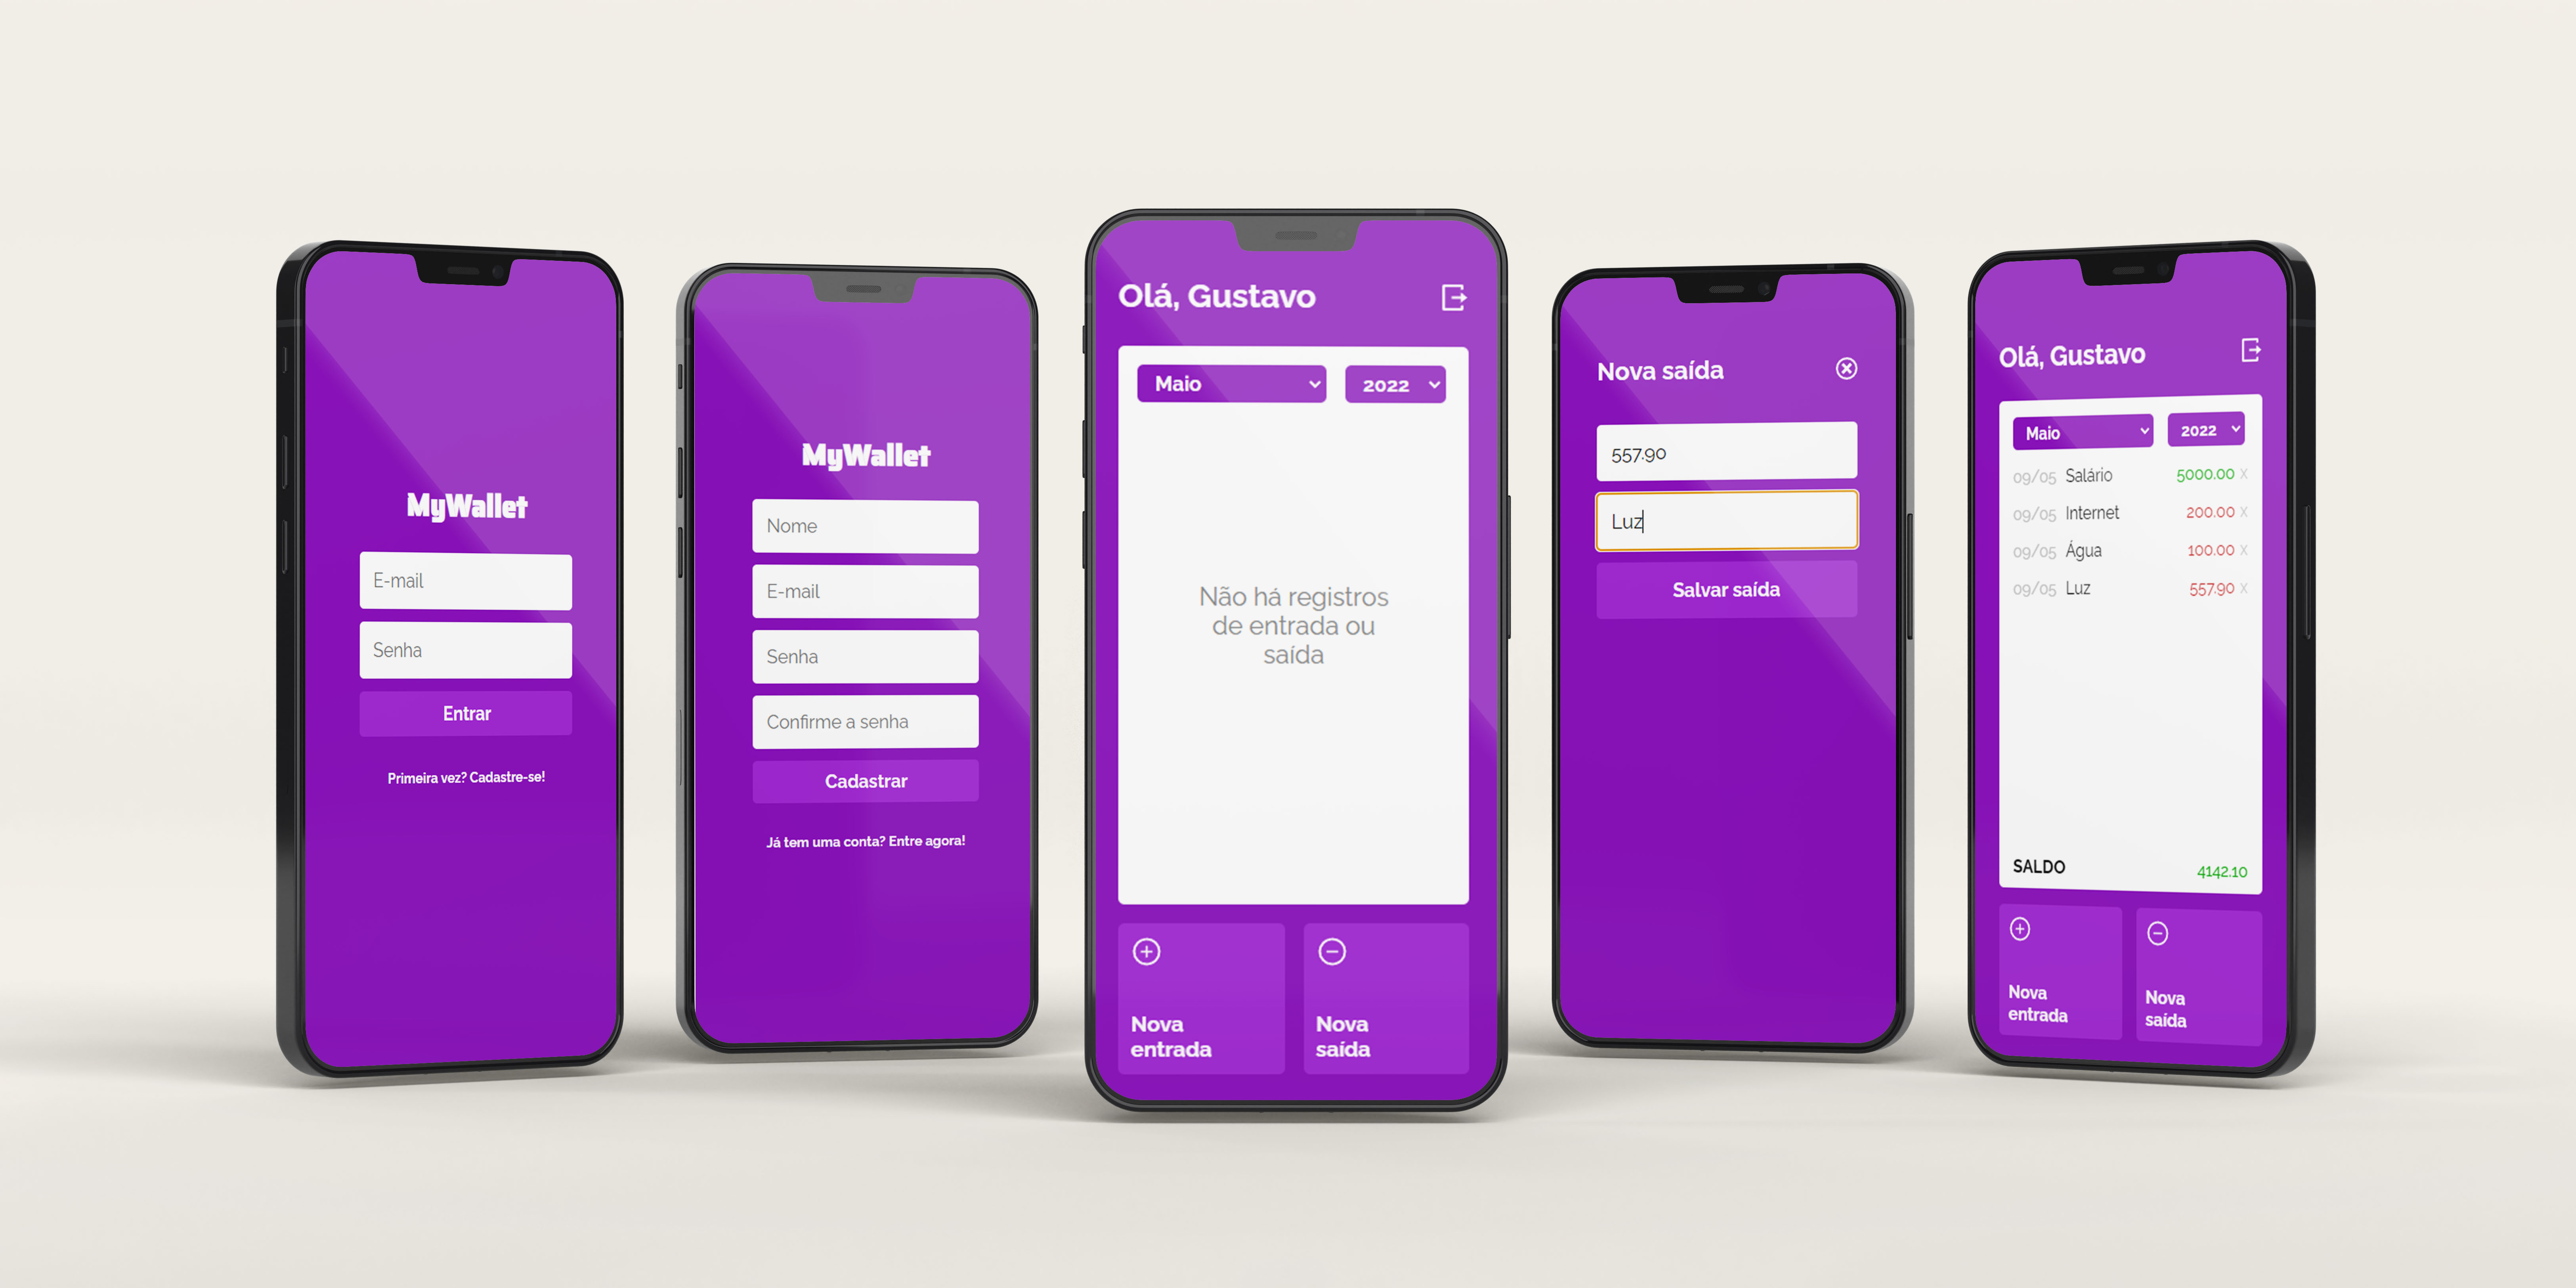 MyWallet
E-mail
Senha
Entrar
Primeira vez? Cadastre-se!
MyWallet
Nome
E-mail
Senha
Confirme a senha
Cadastrar
Já tem uma conta? Entre agora!
Olá, Gustavo
Maio 2022
Não há registros
de entrada ou
saída
Nova
entrada
Nova
saída
Nova saída
557.90
Luz
Salvar saída
Olá, Gustavo
Maio 2022
09/05 Salário 5000.00 x
09/05 Internet 200.00 x
09/05 Água 100.00 x
09/05 Luz 557.90 x
SALDO 4142.10
Nova
entrada
Nova
saída